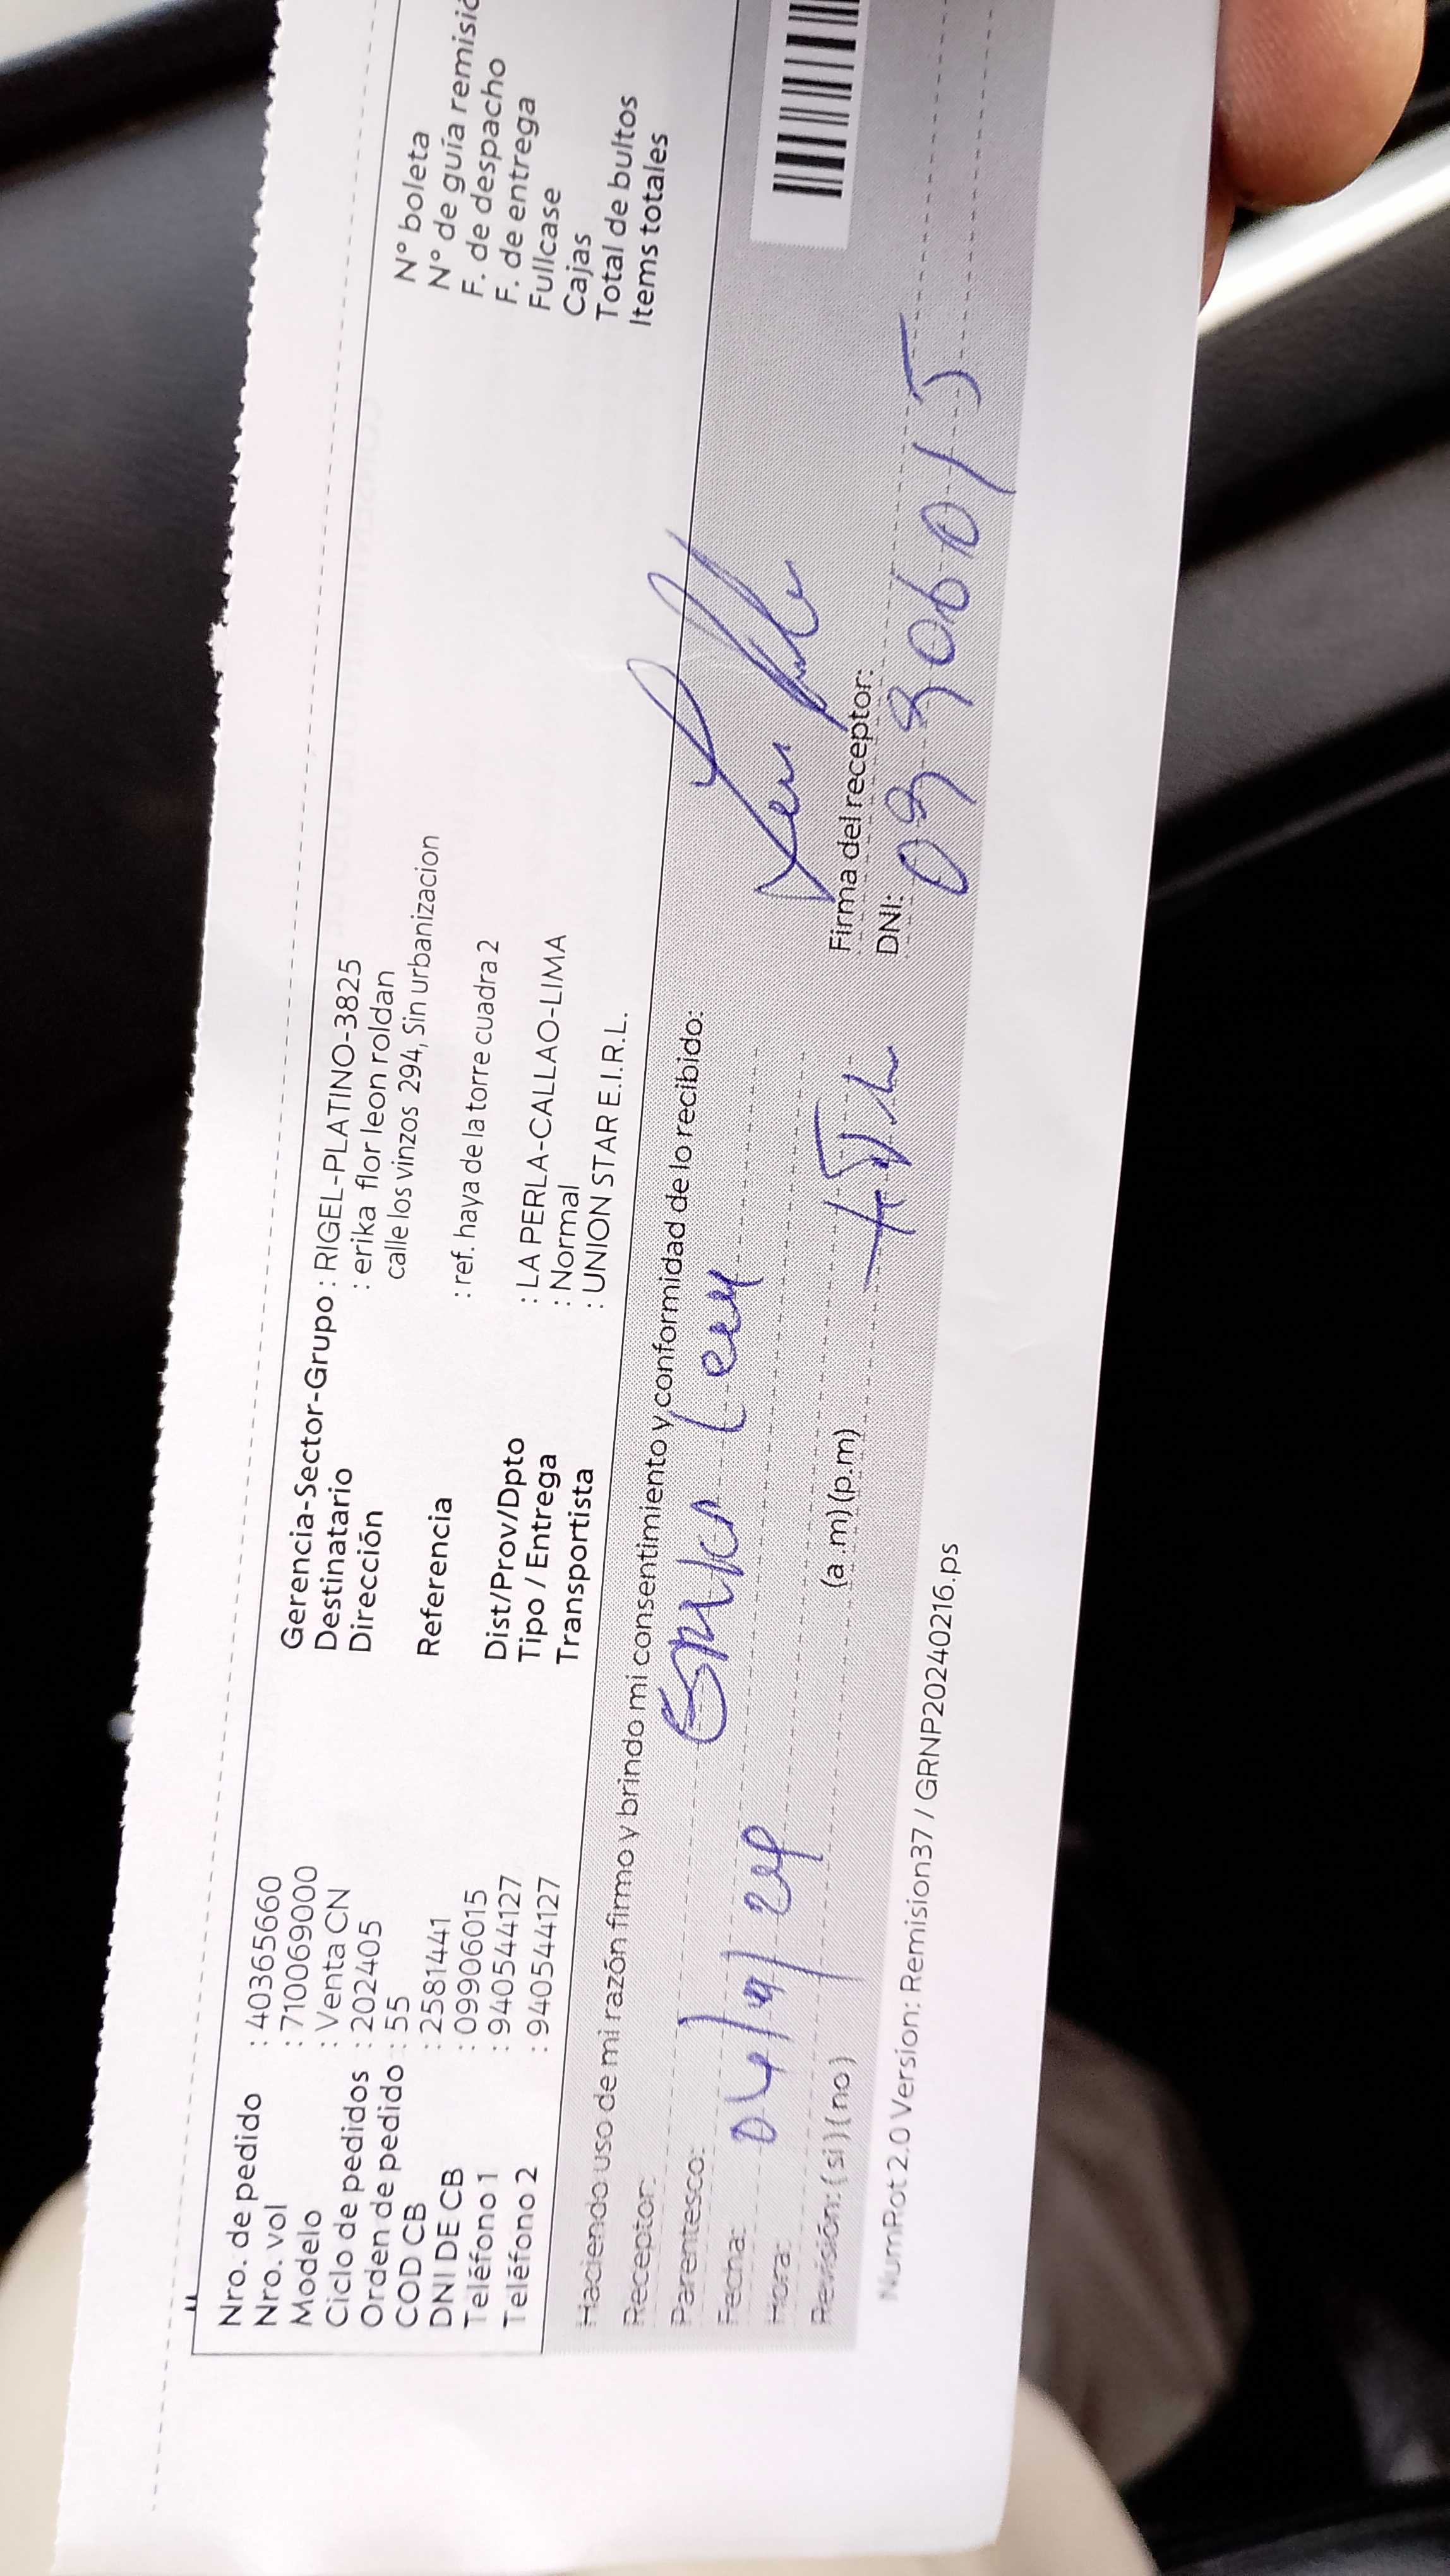 Nro. de pedido : 40365660
Nro. vol : 710069000
Modelo : Venta CN
Ciclo de pedidos : 202405
Orden de pedido : 55
COD CB : 2581441
DNI DE CB : 09906015
Teléfono 1 : 940544127
Teléfono 2 : 940544127
Gerencia-Sector-Grupo : RIGEL-PLATINO-3825
Destinatario : erika flor leon roldan
Dirección calle los vinzos 294, Sin urbanizacion
Referencia : ref. haya de la torre cuadra 2
Dist/Prov/Dpto : LA PERLA-CALLAO-LIMA
Tipo / Entrega : Normal
Transportista : UNION STAR E.I.R.L.
N° boleta
N° de guía remisió
F. de despacho
F. de entrega
Fullcase
Cajas
Total de bultos
Items totales
Haciendo uso de mi razón firmo y brindo mi consentimiento y conformidad de lo recibido:
Receptor: Erika Leon
Parentesco:
Fecha: 04/
Hora: (a.m) (p.m)
Revisión: (si) (no)
Firma del receptor:
DNI: 09906015
NumRot 2.0 Version: Remision37 / GRNP20240216.ps